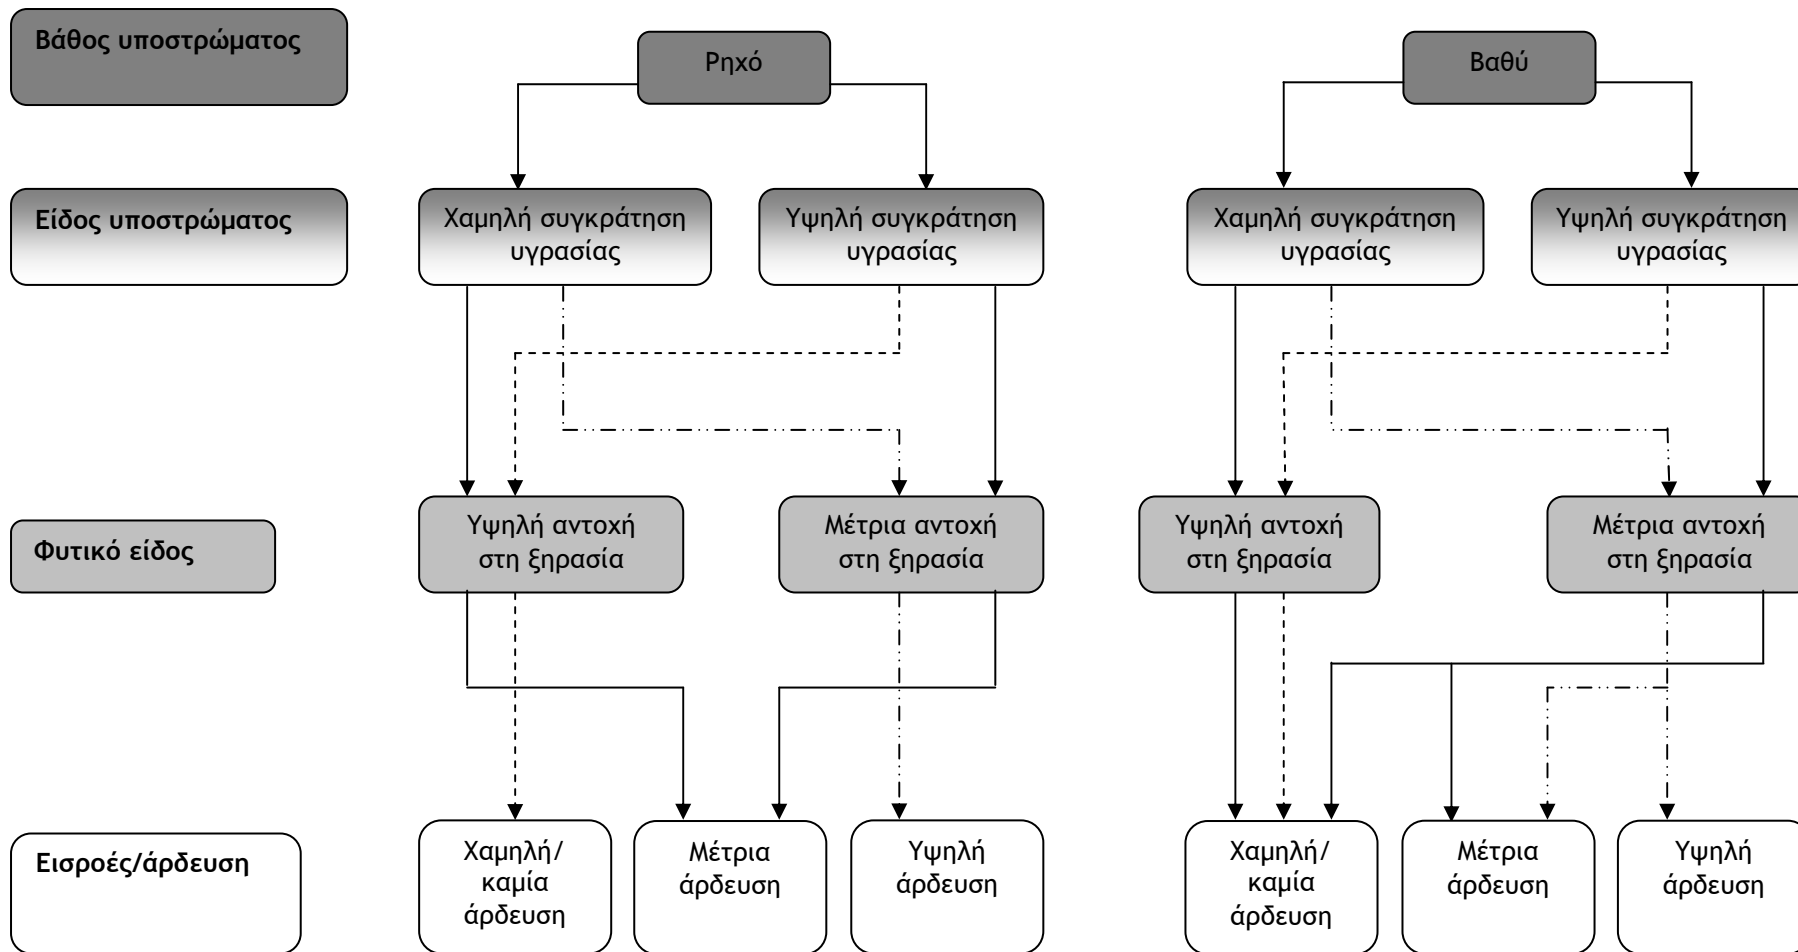 Βάθος υποστρώματος
Ρηχό
Βαθύ
Είδος υποστρώματος
Χαμηλή συγκράτηση
υγρασίας
Υψηλή συγκράτηση
υγρασίας
Χαμηλή συγκράτηση
υγρασίας
Υψηλή συγκράτηση
υγρασίας
Φυτικό είδος
Υψηλή αντοχή
στη ξηρασία
Μέτρια αντοχή
στη ξηρασία
Υψηλή αντοχή
στη ξηρασία
Μέτρια αντοχή
στη ξηρασία
Εισροές/άρδευση
Χαμηλή/
καμία
άρδευση
Μέτρια
άρδευση
Υψηλή
άρδευση
Χαμηλή/
καμία
άρδευση
Μέτρια
άρδευση
Υψηλή
άρδευση